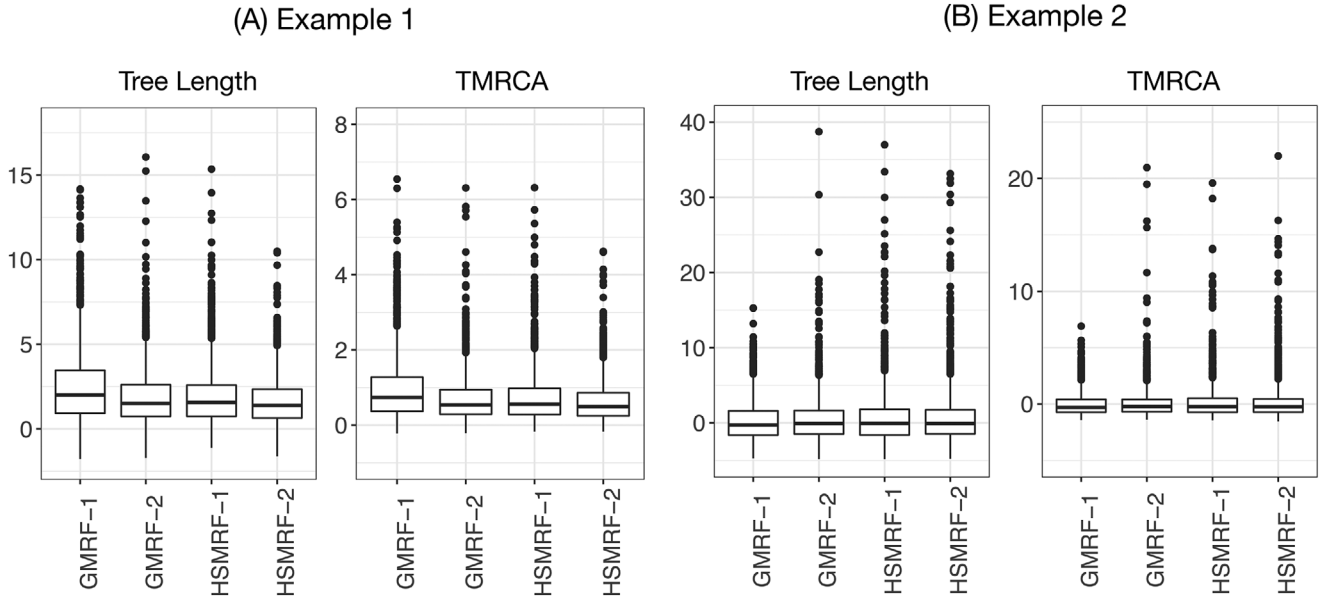 (A) Example 1
Tree Length
TMRCA
15
10
5
0
8
6
4
2
0
GMRF−1
GMRF−2
HSMRF−1
HSMRF−2
GMRF−1
GMRF−2
HSMRF−1
HSMRF−2
(B) Example 2
Tree Length
TMRCA
40
30
20
10
0
20
10
0
GMRF−1
GMRF−2
HSMRF−1
HSMRF−2
GMRF−1
GMRF−2
HSMRF−1
HSMRF−2